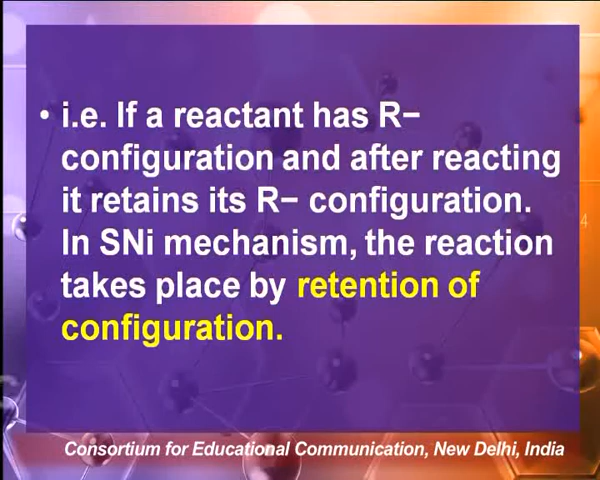 • i.e. If a reactant has R−
configuration and after reacting
it retains its R− configuration.
In SNi mechanism, the reaction
takes place by retention of
configuration.
4
Consortium for Educational Communication, New Delhi, India